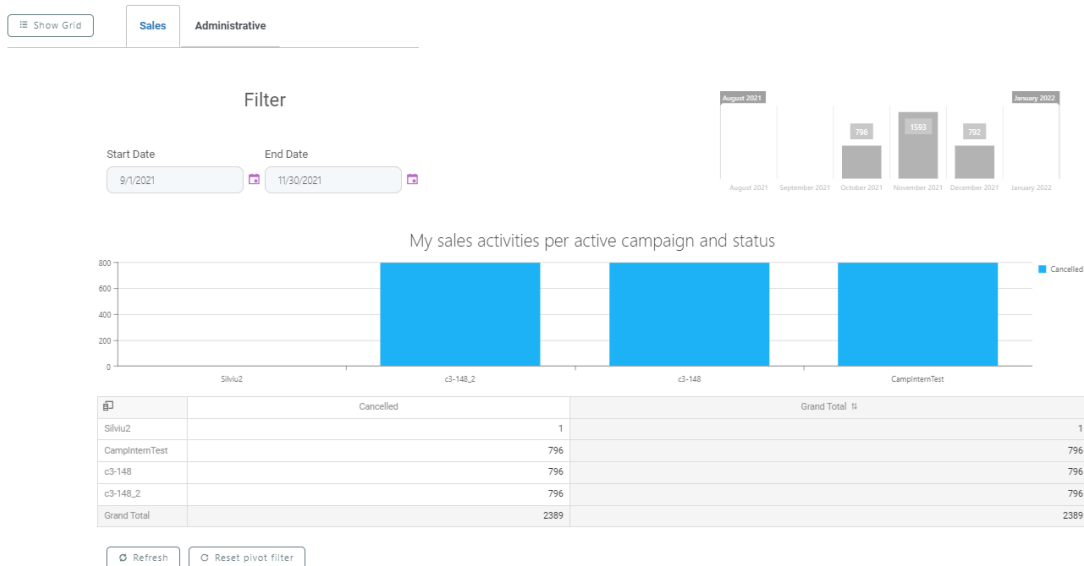 Show Grid
Sales
Administrative
Filter
Start Date
End Date
9/1/2021
11/30/2021
August 2021
January 2022
796
1593
792
August 2021
September 2021
October 2021
November 2021
December 2021
January 2022
My sales activities per active campaign and status
800
600
400
200
0
Silviu2
c3-148_2
c3-148
CampInternTest
Cancelled
Cancelled
Grand Total
Silviu2 1 1
CampInternTest 796 796
c3-148 796 796
c3-148_2 796 796
Grand Total 2389 2389
Refresh
Reset pivot filter